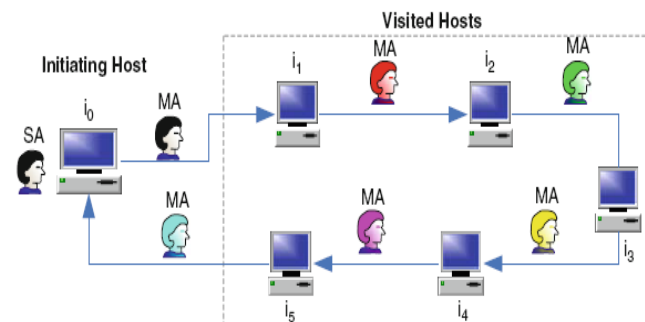 Visited Hosts
Initiating Host
i0
SA
MA
i1
MA
i2
MA
i3
MA
i4
MA
i5
MA